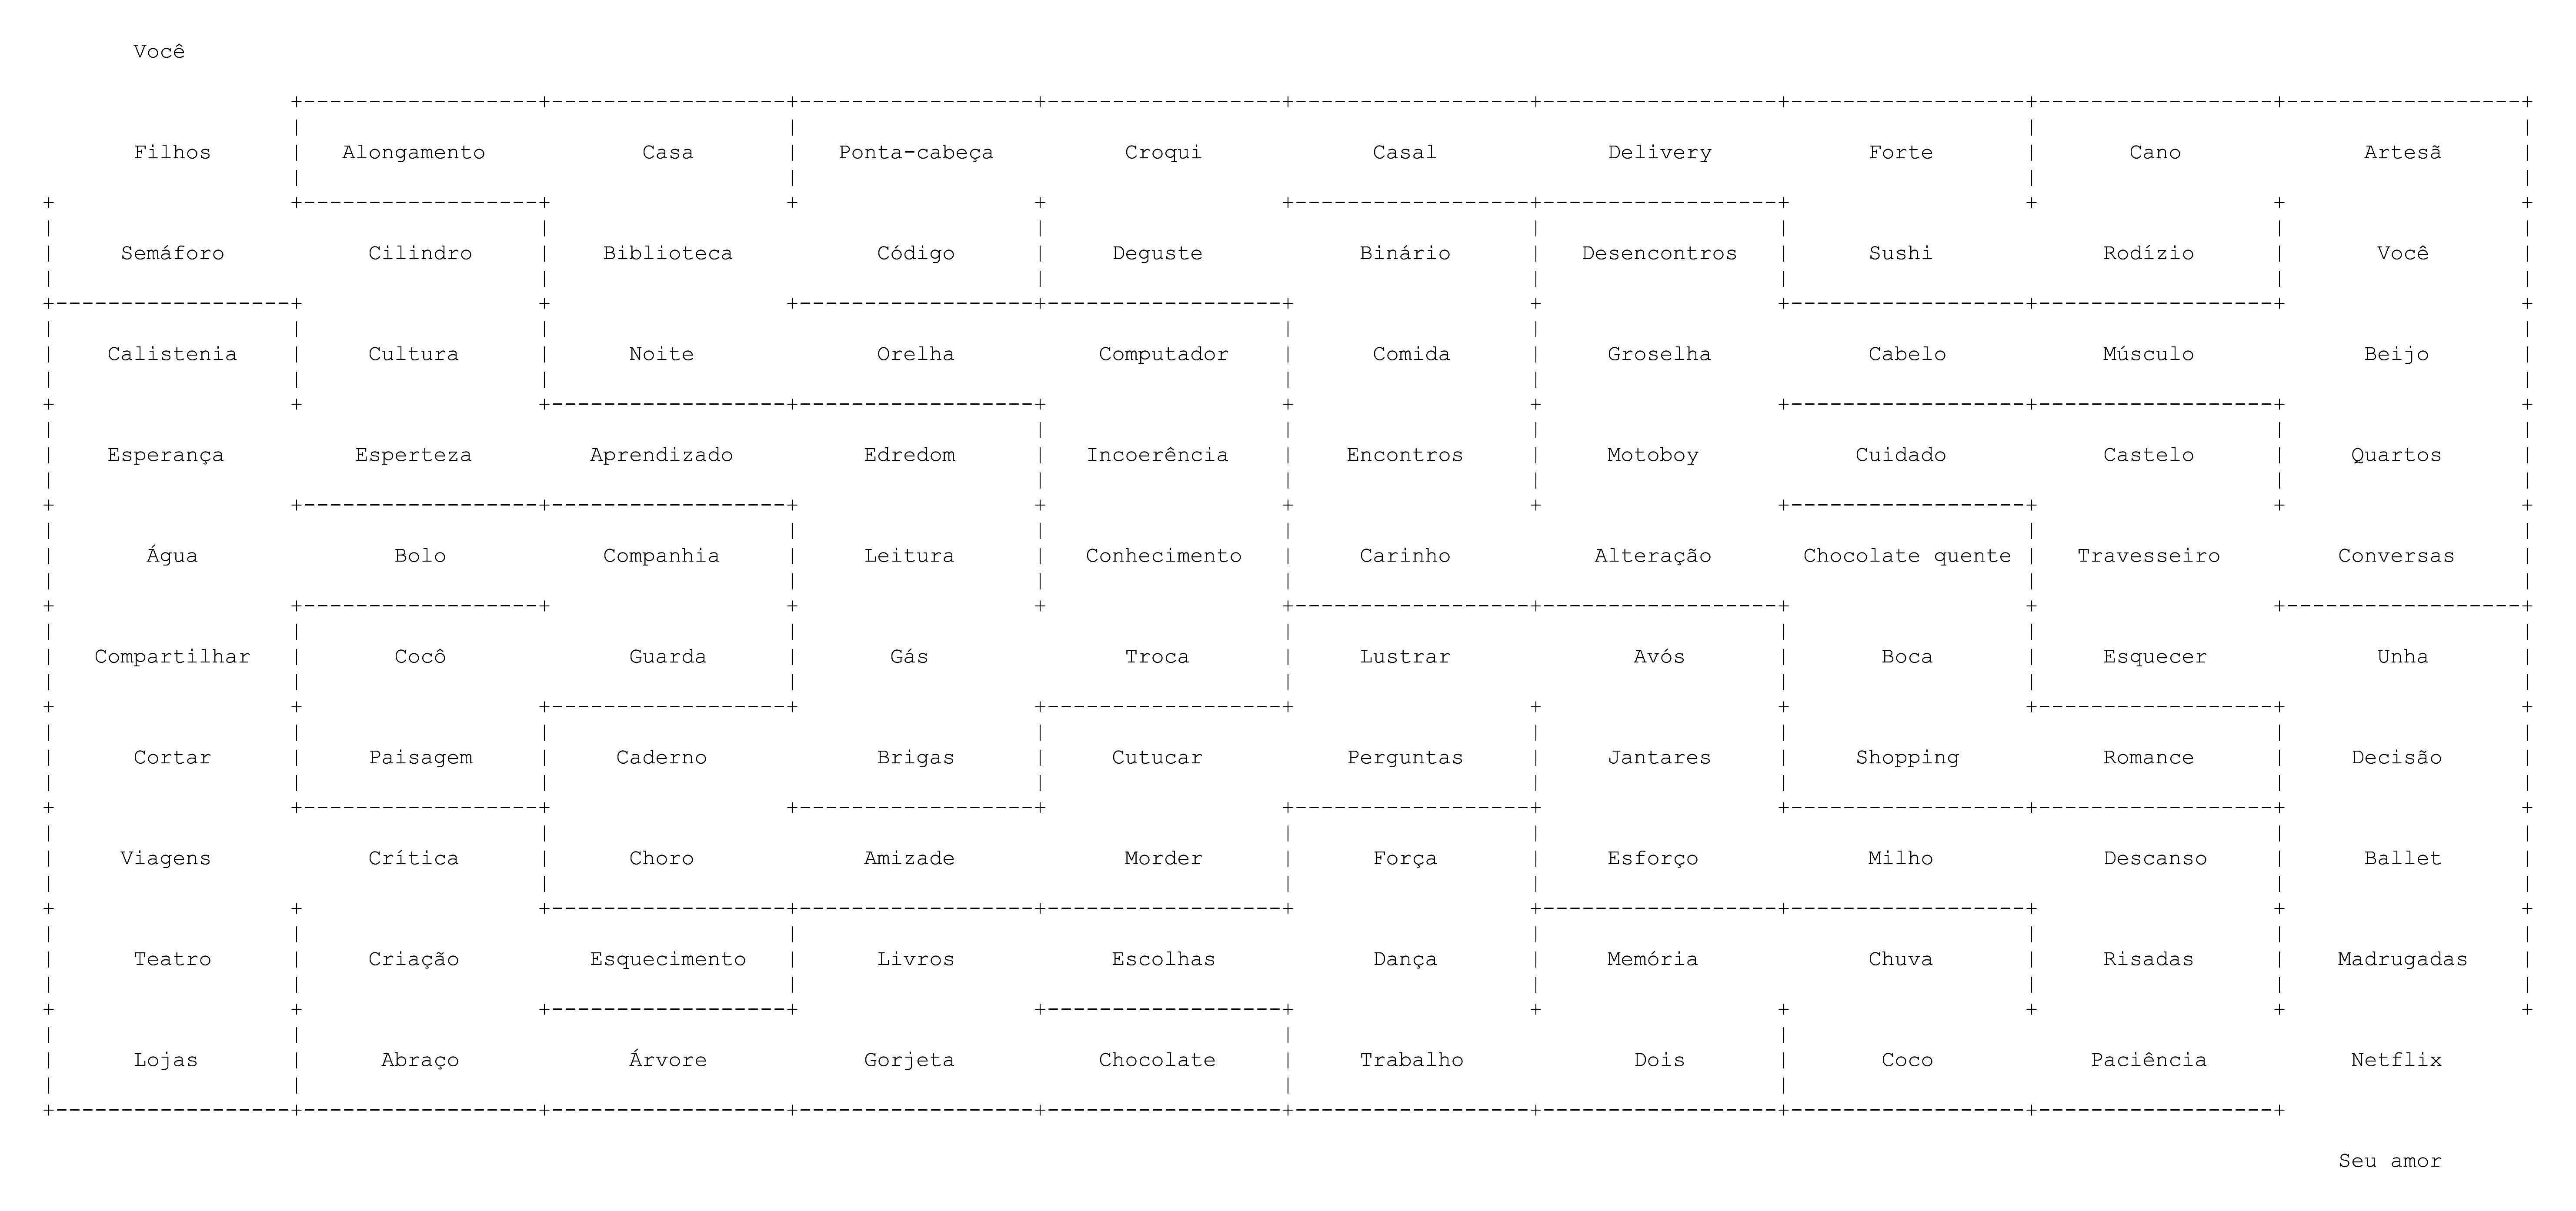 Você
Filhos Alongamento Casa Ponta-cabeça Croqui Casal Delivery Forte Cano Artesã
Semáforo Cilindro Biblioteca Código Deguste Binário Desencontros Sushi Rodízio Você
Calistenia Cultura Noite Orelha Computador Comida Groselha Cabelo Músculo Beijo
Esperança Esperteza Aprendizado Edredom Incoerência Encontros Motoboy Cuidado Castelo Quartos
Água Bolo Companhia Leitura Conhecimento Carinho Alteração Chocolate quente Travesseiro Conversas
Compartilhar Cocô Guarda Gás Troca Lustrar Avós Boca Esquecer Unha
Cortar Paisagem Caderno Brigas Cutucar Perguntas Jantares Shopping Romance Decisão
Viagens Crítica Choro Amizade Morder Força Esforço Milho Descanso Ballet
Teatro Criação Esquecimento Livros Escolhas Dança Memória Chuva Risadas Madrugadas
Lojas Abraço Árvore Gorjeta Chocolate Trabalho Dois Coco Paciência Netflix
Seu amor